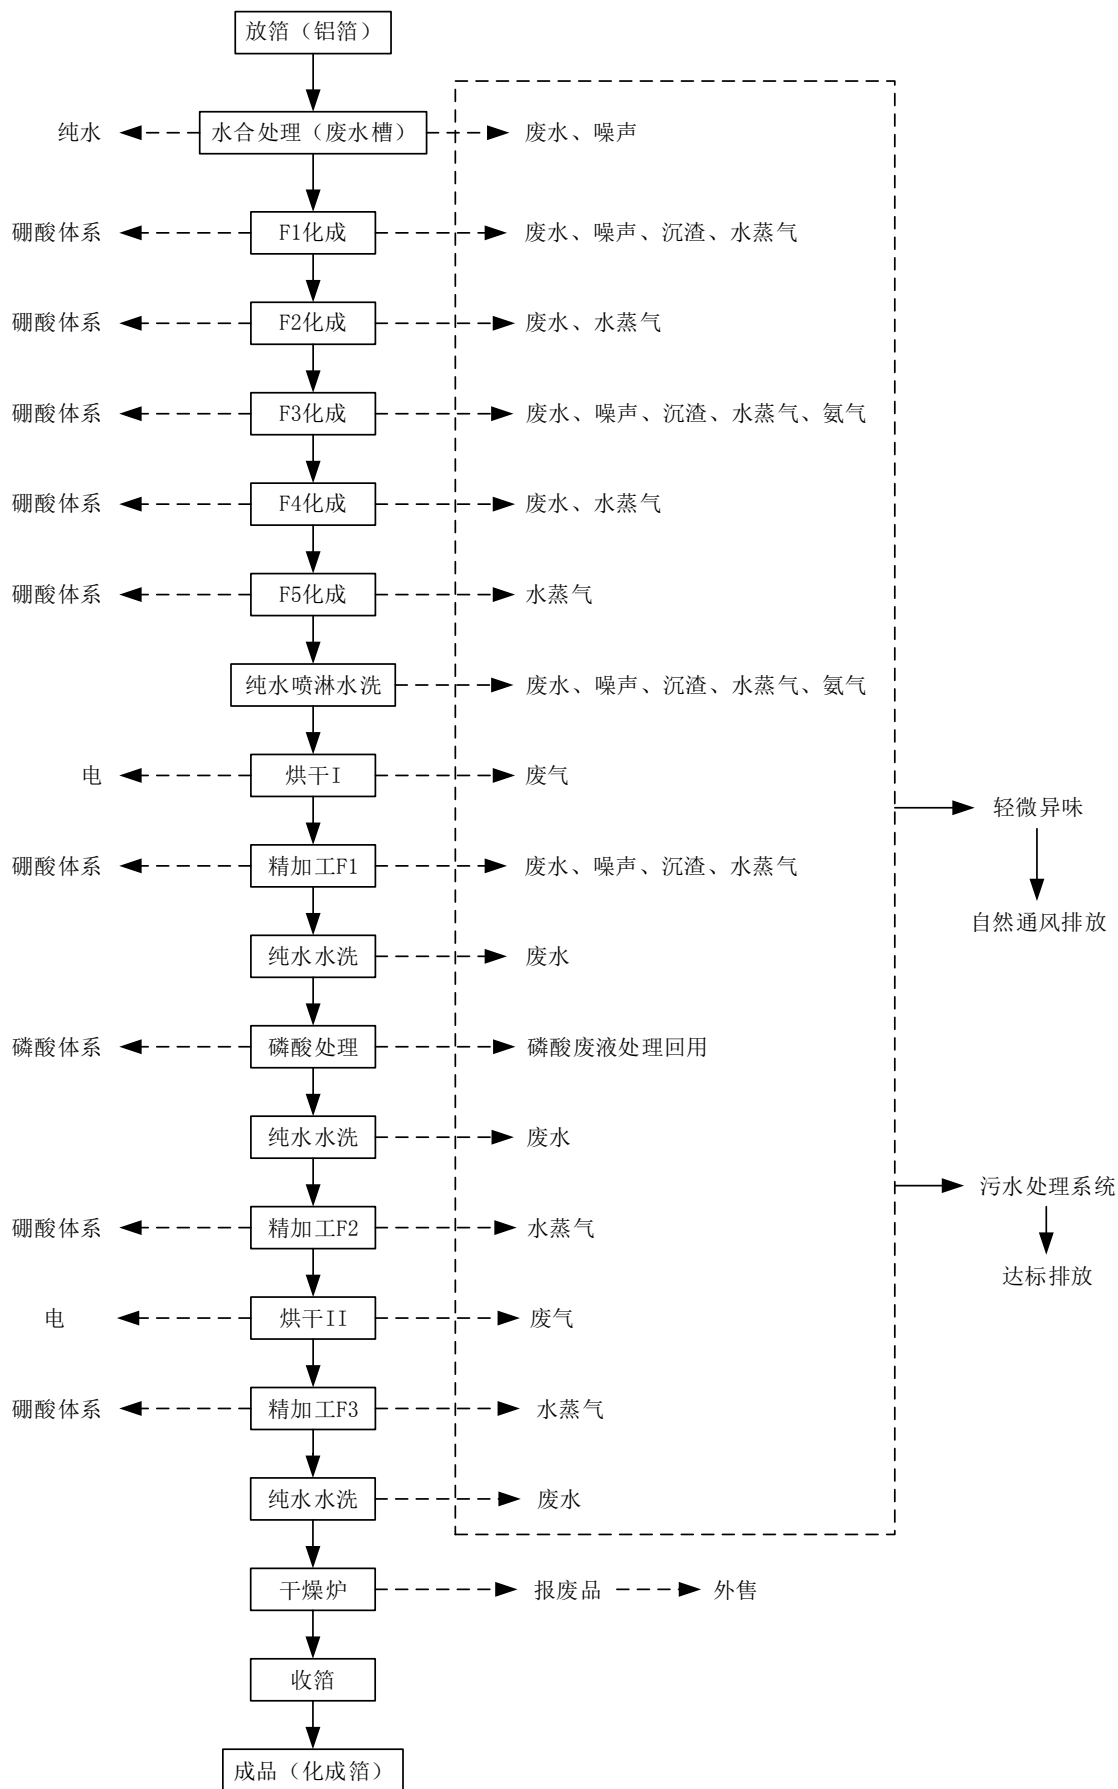 放箔（铝箔）
纯水 水合处理（废水槽） 废水、噪声
硼酸体系 F1化成 废水、噪声、沉渣、水蒸气
硼酸体系 F2化成 废水、水蒸气
硼酸体系 F3化成 废水、噪声、沉渣、水蒸气、氨气
硼酸体系 F4化成 废水、水蒸气
硼酸体系 F5化成 水蒸气
纯水喷淋水洗 废水、噪声、沉渣、水蒸气、氨气
电 烘干I 废气
轻微异味
硼酸体系 精加工F1 废水、噪声、沉渣、水蒸气
自然通风排放
纯水水洗 废水
磷酸体系 磷酸处理 磷酸废液处理回用
纯水水洗 废水
污水处理系统
硼酸体系 精加工F2 水蒸气
达标排放
电 烘干II 废气
硼酸体系 精加工F3 水蒸气
纯水水洗 废水
干燥炉 报废品 外售
收箔
成品（化成箔）